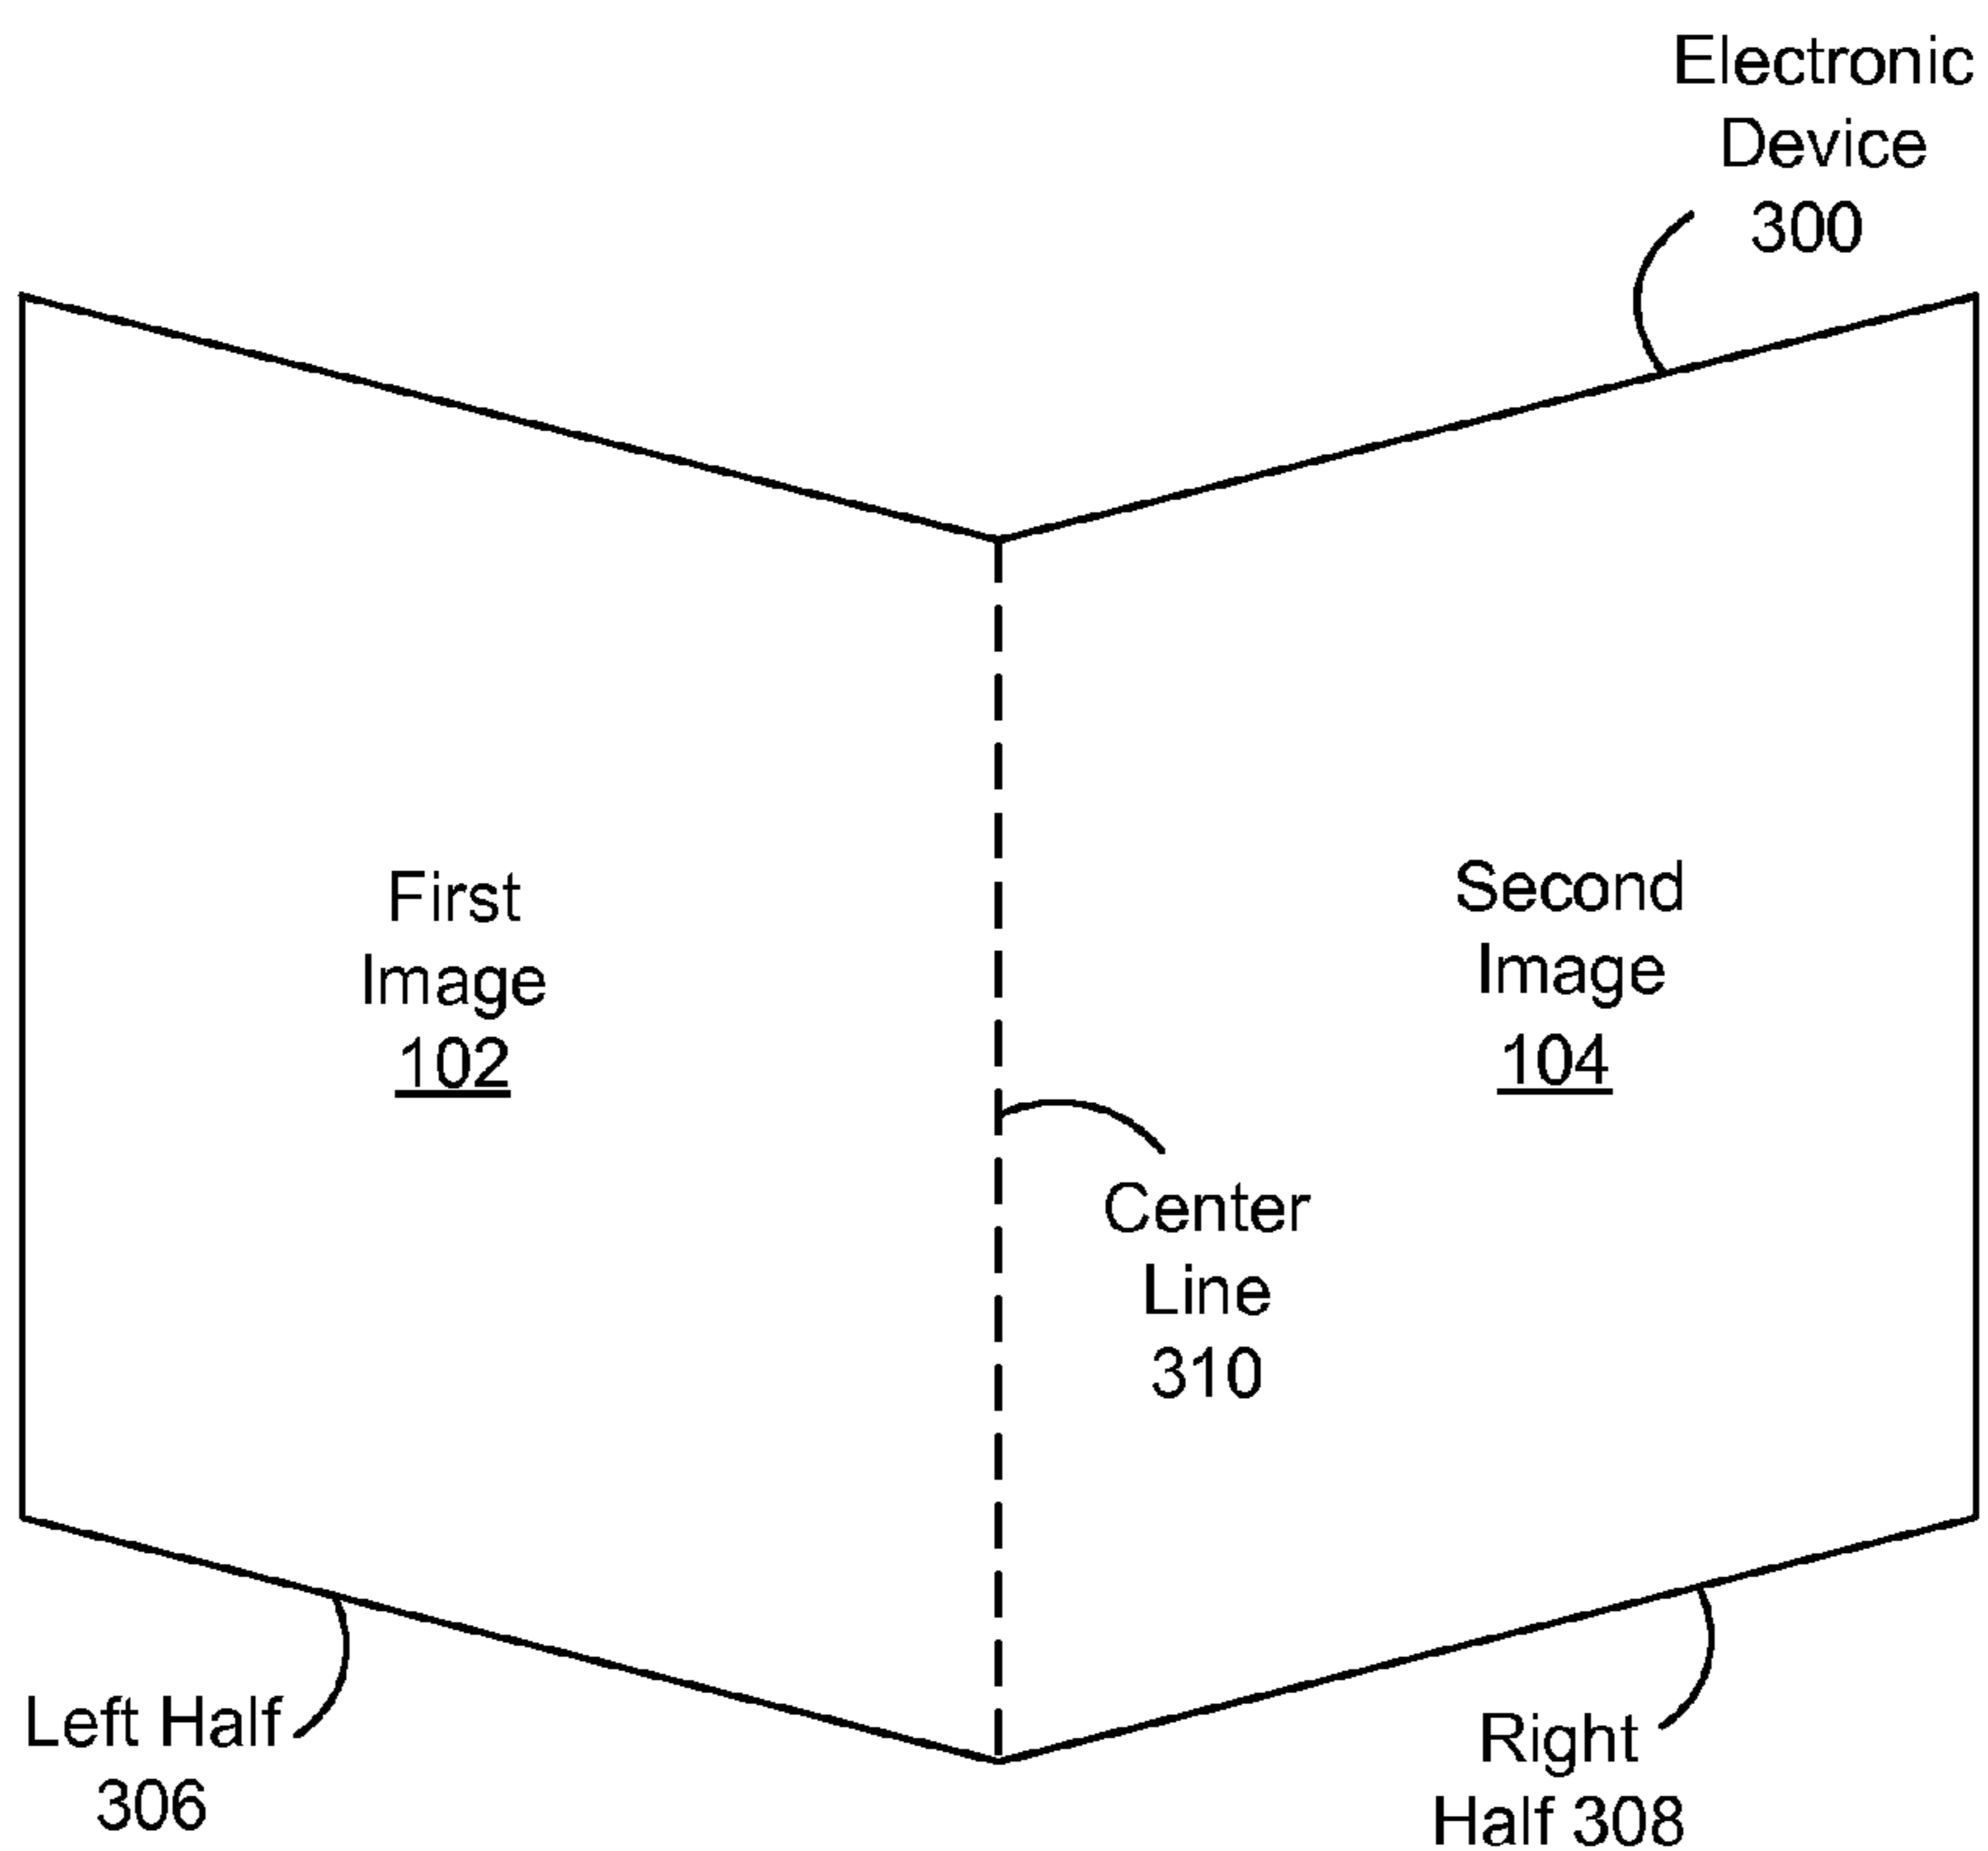 Electronic
Device
300
First
Image
102
Second
Image
104
Center
Line
310
Left Half
306
Right
Half 308